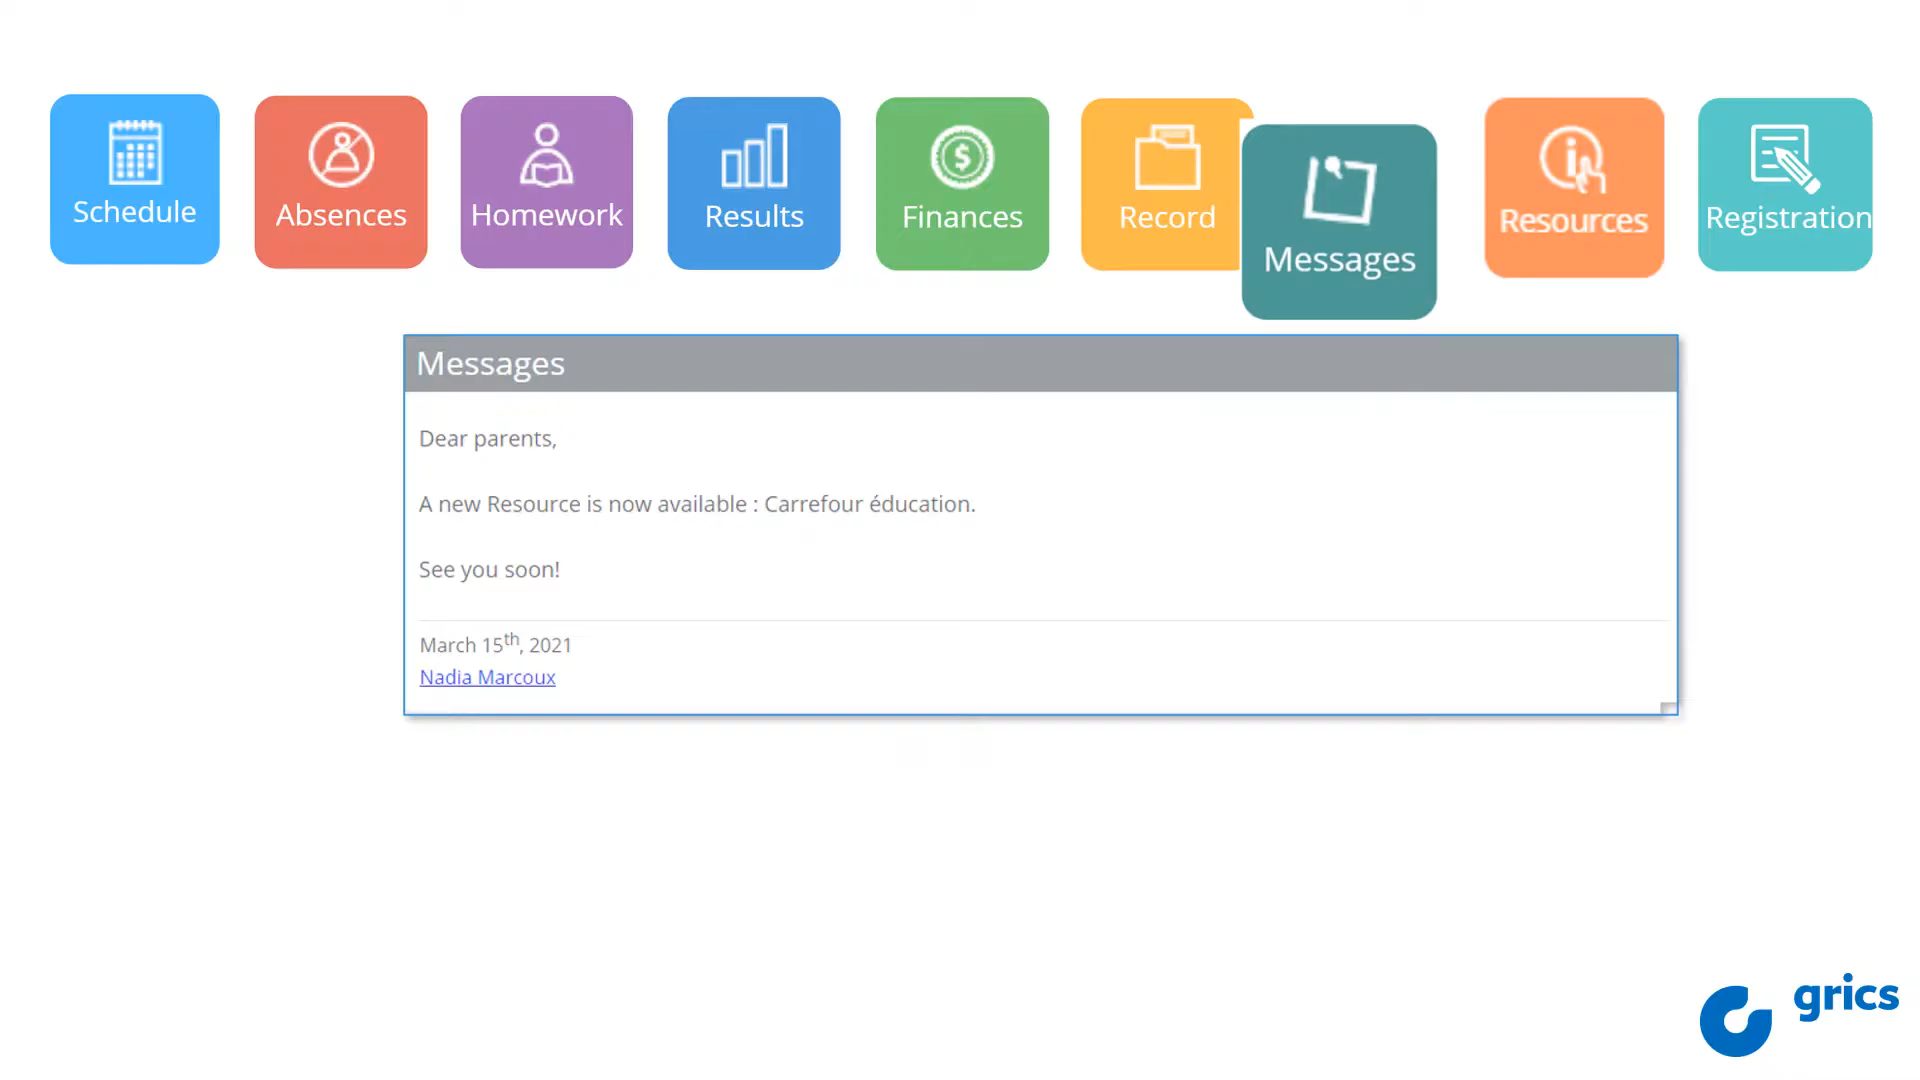 Schedule
Absences
Homework
Results
Finances
Record
Messages
Resources
Registration
Messages
Dear parents,
A new Resource is now available : Carrefour éducation.
See you soon!
March 15th, 2021
Nadia Marcoux
grics